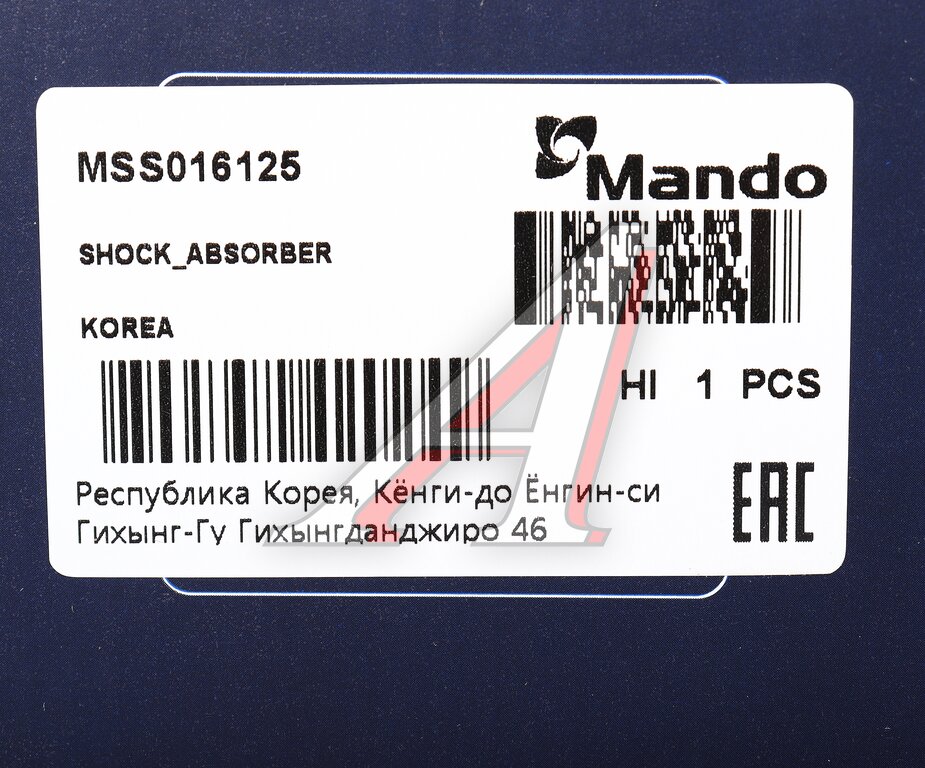 MSS016125
Mando
SHOCK_ABSORBER
KOREA
HI 1 PCS
Республика Корея, Кёнги-до Ёнгин-си
Гихынг-Гу Гихынгданджиро 46
EAC